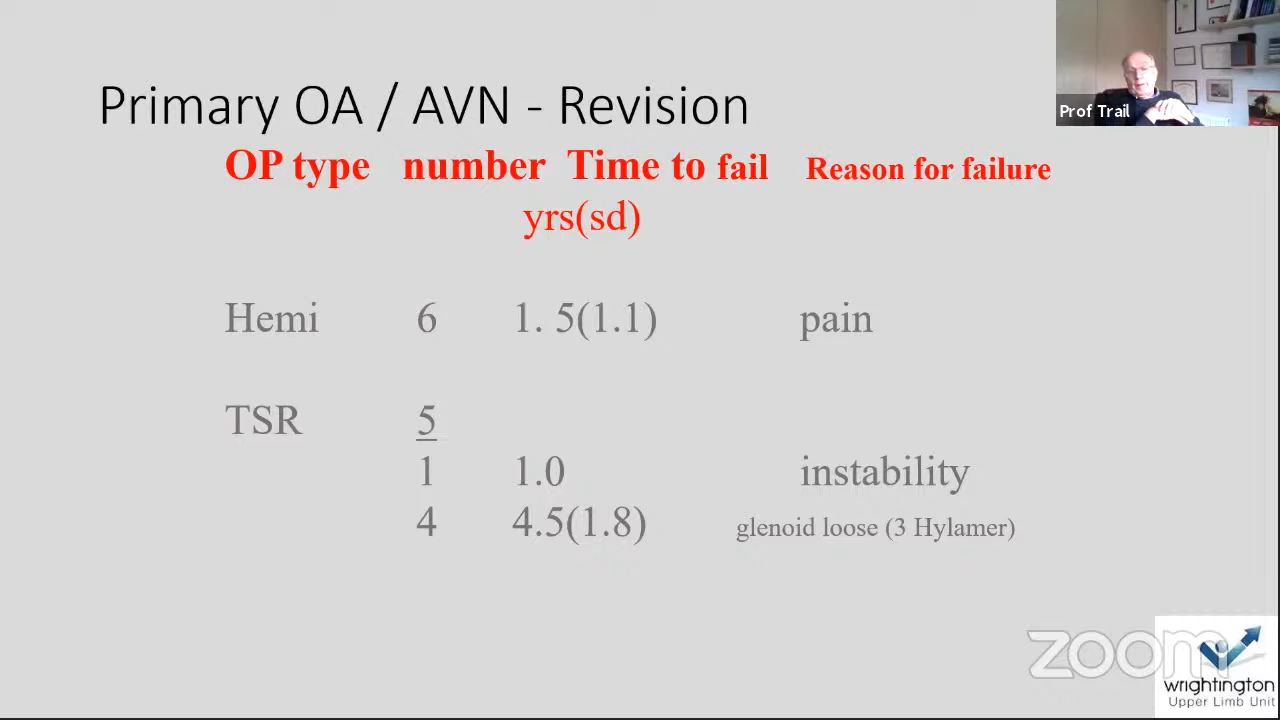 Prof Trail
Primary OA / AVN - Revision
OP type number Time to fail Reason for failure
yrs(sd)
Hemi 6 1. 5(1.1) pain
TSR 5
1 1.0 instability
4 4.5(1.8) glenoid loose (3 Hylamer)
zoom
wrightington
Upper Limb Unit